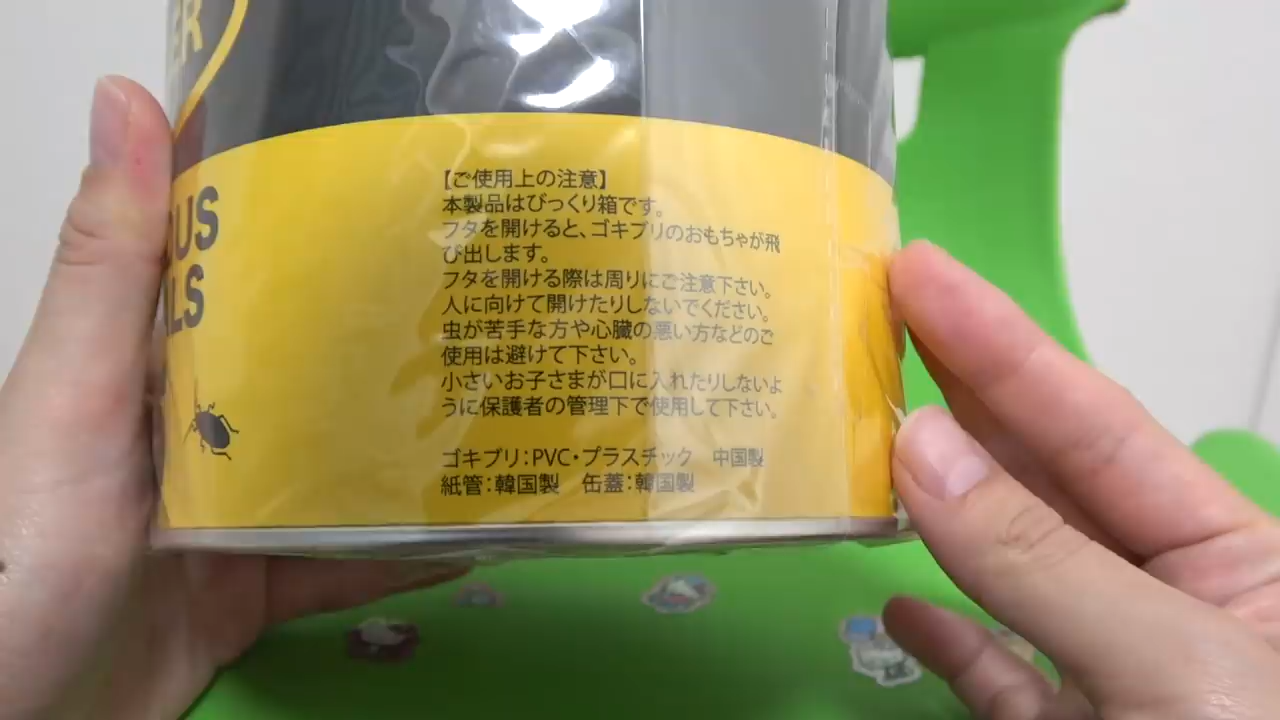 ER
US
LS
【ご使用上の注意】
本製品はびっくり箱です。
フタを開けると、ゴキブリのおもちゃが飛
び出します。
フタを開ける際は周りにご注意下さい。
人に向けて開けたりしないでください。
虫が苦手な方や心臓の悪い方などのご
使用は避けて下さい。
小さいお子さまが口に入れたりしないよ
うに保護者の管理下で使用して下さい。
ゴキブリ：PVC・プラスチック　中国製
紙管：韓国製　缶蓋：韓国製